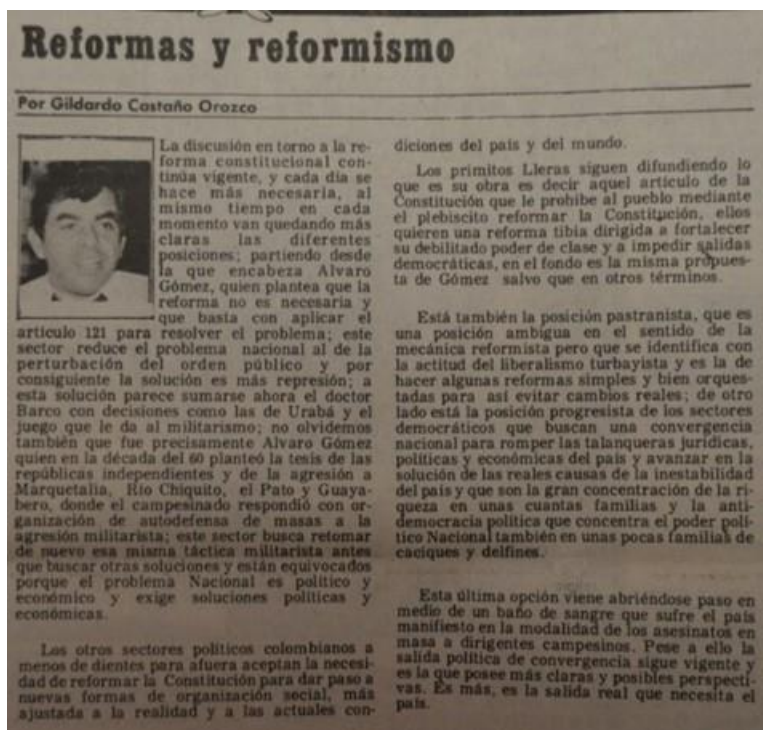 Reformas y reformismo
Por Gildardo Castaño Orozco
La discusión en torno a la re-
forma constitucional con-
tinúa vigente, y cada día se
hace más necesaria, al
mismo tiempo en cada
momento van quedando más
claras las diferentes
posiciones; partiendo desde
la que encabeza Alvaro
Gómez, quien plantea que la
reforma no es necesaria y
que basta con aplicar el
artículo 121 para resolver el problema; este
sector reduce el problema nacional al de la
perturbación del orden público y por
consiguiente la solución es más represión; a
esta solución parece sumarse ahora el doctor
Barco con decisiones como las de Urabá y el
juego que le da al militarismo; no olvidemos
también que fue precisamente Alvaro Gómez
quien en la década del 60 planteó la tesis de las
repúblicas independientes y de la agresión a
Marquetalia, Río Chiquito, el Pato y Guaya-
bero, donde el campesinado respondió con or-
ganización de autodefensa de masas a la
agresión militarista; este sector busca retomar
de nuevo esa misma táctica militarista antes
que buscar otras soluciones y están equivocados
porque el problema Nacional es político y
económico y exige soluciones políticas y
económicas.
Los otros sectores políticos colombianos a
menos de dientes para afuera aceptan la necesi-
dad de reformar la Constitución para dar paso a
nuevas formas de organización social, más
ajustada a la realidad y a las actuales con-
diciones del país y del mundo.
Los primitos Lleras siguen difundiendo lo
que es su obra es decir aquel artículo de la
Constitución que le prohibe al pueblo mediante
el plebiscito reformar la Constitución, ellos
quieren una reforma tibia dirigida a fortalecer
su debilitado poder de clase y a impedir salidas
democráticas, en el fondo es la misma propues-
ta de Gómez salvo que en otros términos.
Está también la posición pastranista, que es
una posición ambigua en el sentido de la
mecánica reformista pero que se identifica con
la actitud del liberalismo turbayista y es la de
hacer algunas reformas simples y bien orques-
tadas para así evitar cambios reales; de otro
lado está la posición progresista de los sectores
democráticos que buscan una convergencia
nacional para romper las talanqueras jurídicas,
políticas y económicas del país y avanzar en la
solución de las reales causas de la inestabilidad
del país y que son la gran concentración de la ri-
queza en unas cuantas familias y la anti-
democracia política que concentra el poder polí-
tico Nacional también en unas pocas familias de
caciques y delfines.
Esta última opción viene abriéndose paso en
medio de un baño de sangre que sufre el país
manifiesto en la modalidad de los asesinatos en
masa a dirigentes campesinos. Pese a ello la
salida política de convergencia sigue vigente y
es la que posee más claras y posibles perspecti-
vas. Es más, es la salida real que necesita el
país.